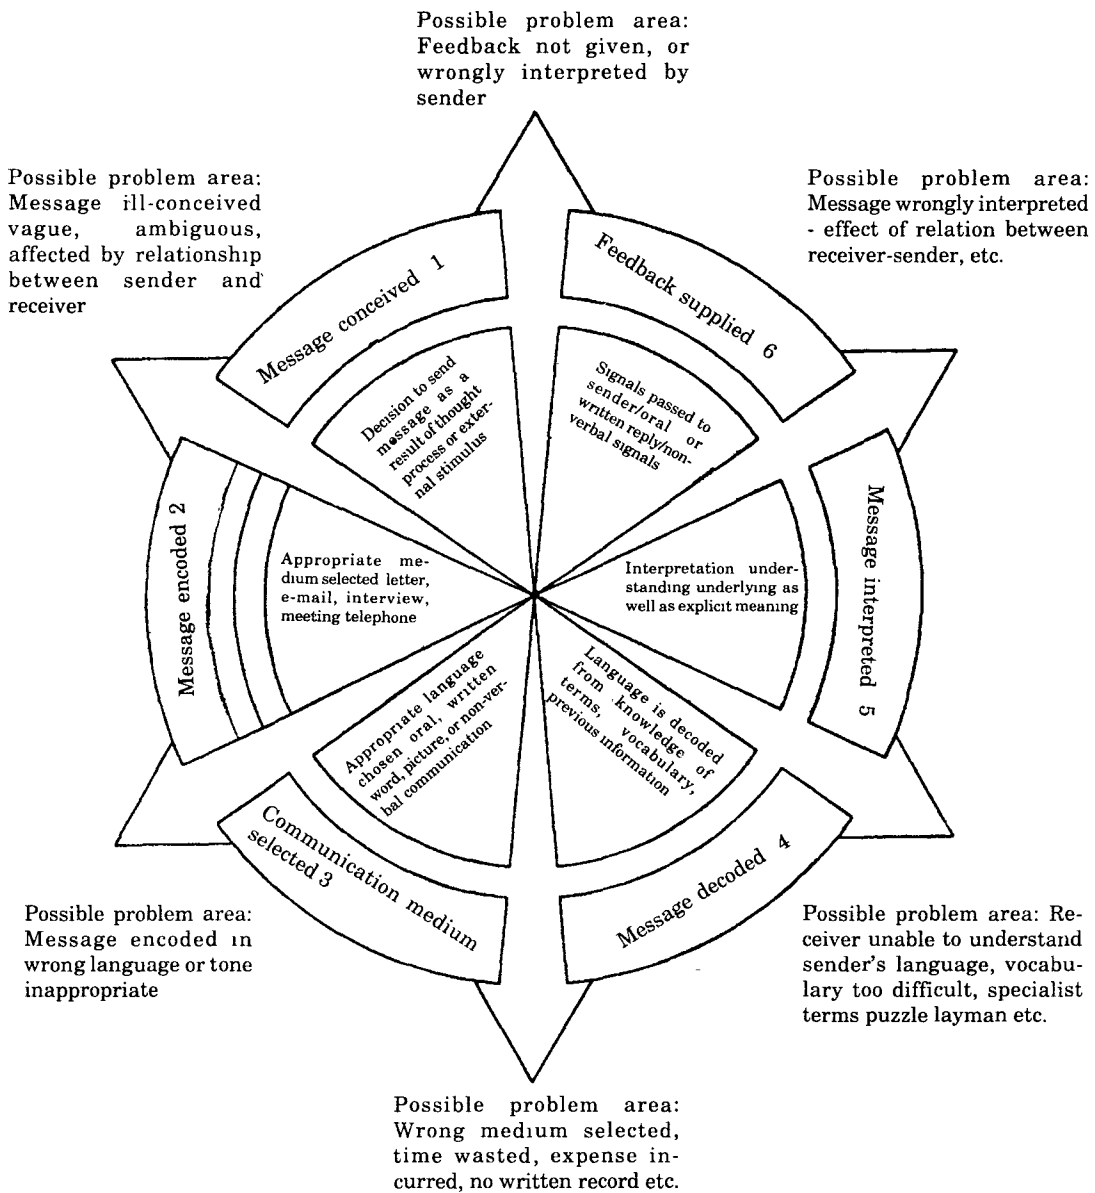 Possible problem area:
Feedback not given, or
wrongly interpreted by
sender
Possible problem area:
Message ill-conceived
vague, ambiguous,
affected by relationship
between sender and
receiver
Possible problem area:
Message wrongly interpreted
- effect of relation between
receiver-sender, etc.
Message conceived 1
Feedback supplied 6
Decision to send
message as a
result of thought
process or exter-
nal stimulus
Signals passed to
sender/oral or
written reply/non-
verbal signals
Message encoded 2
Appropriate me-
dium selected letter,
e-mail, interview,
meeting telephone
Interpretation under-
standing underlying as
well as explicit meaning
Message interpreted 5
Appropriate language
chosen oral, written
word, picture, or non-ver-
bal communication
Language is decoded
from knowledge of
terms, vocabulary,
previous information
Communication medium
selected 3
Message decoded 4
Possible problem area:
Message encoded in
wrong language or tone
inappropriate
Possible problem area: Re-
ceiver unable to understand
sender's language, vocabu-
lary too difficult, specialist
terms puzzle layman etc.
Possible problem area:
Wrong medium selected,
time wasted, expense in-
curred, no written record etc.